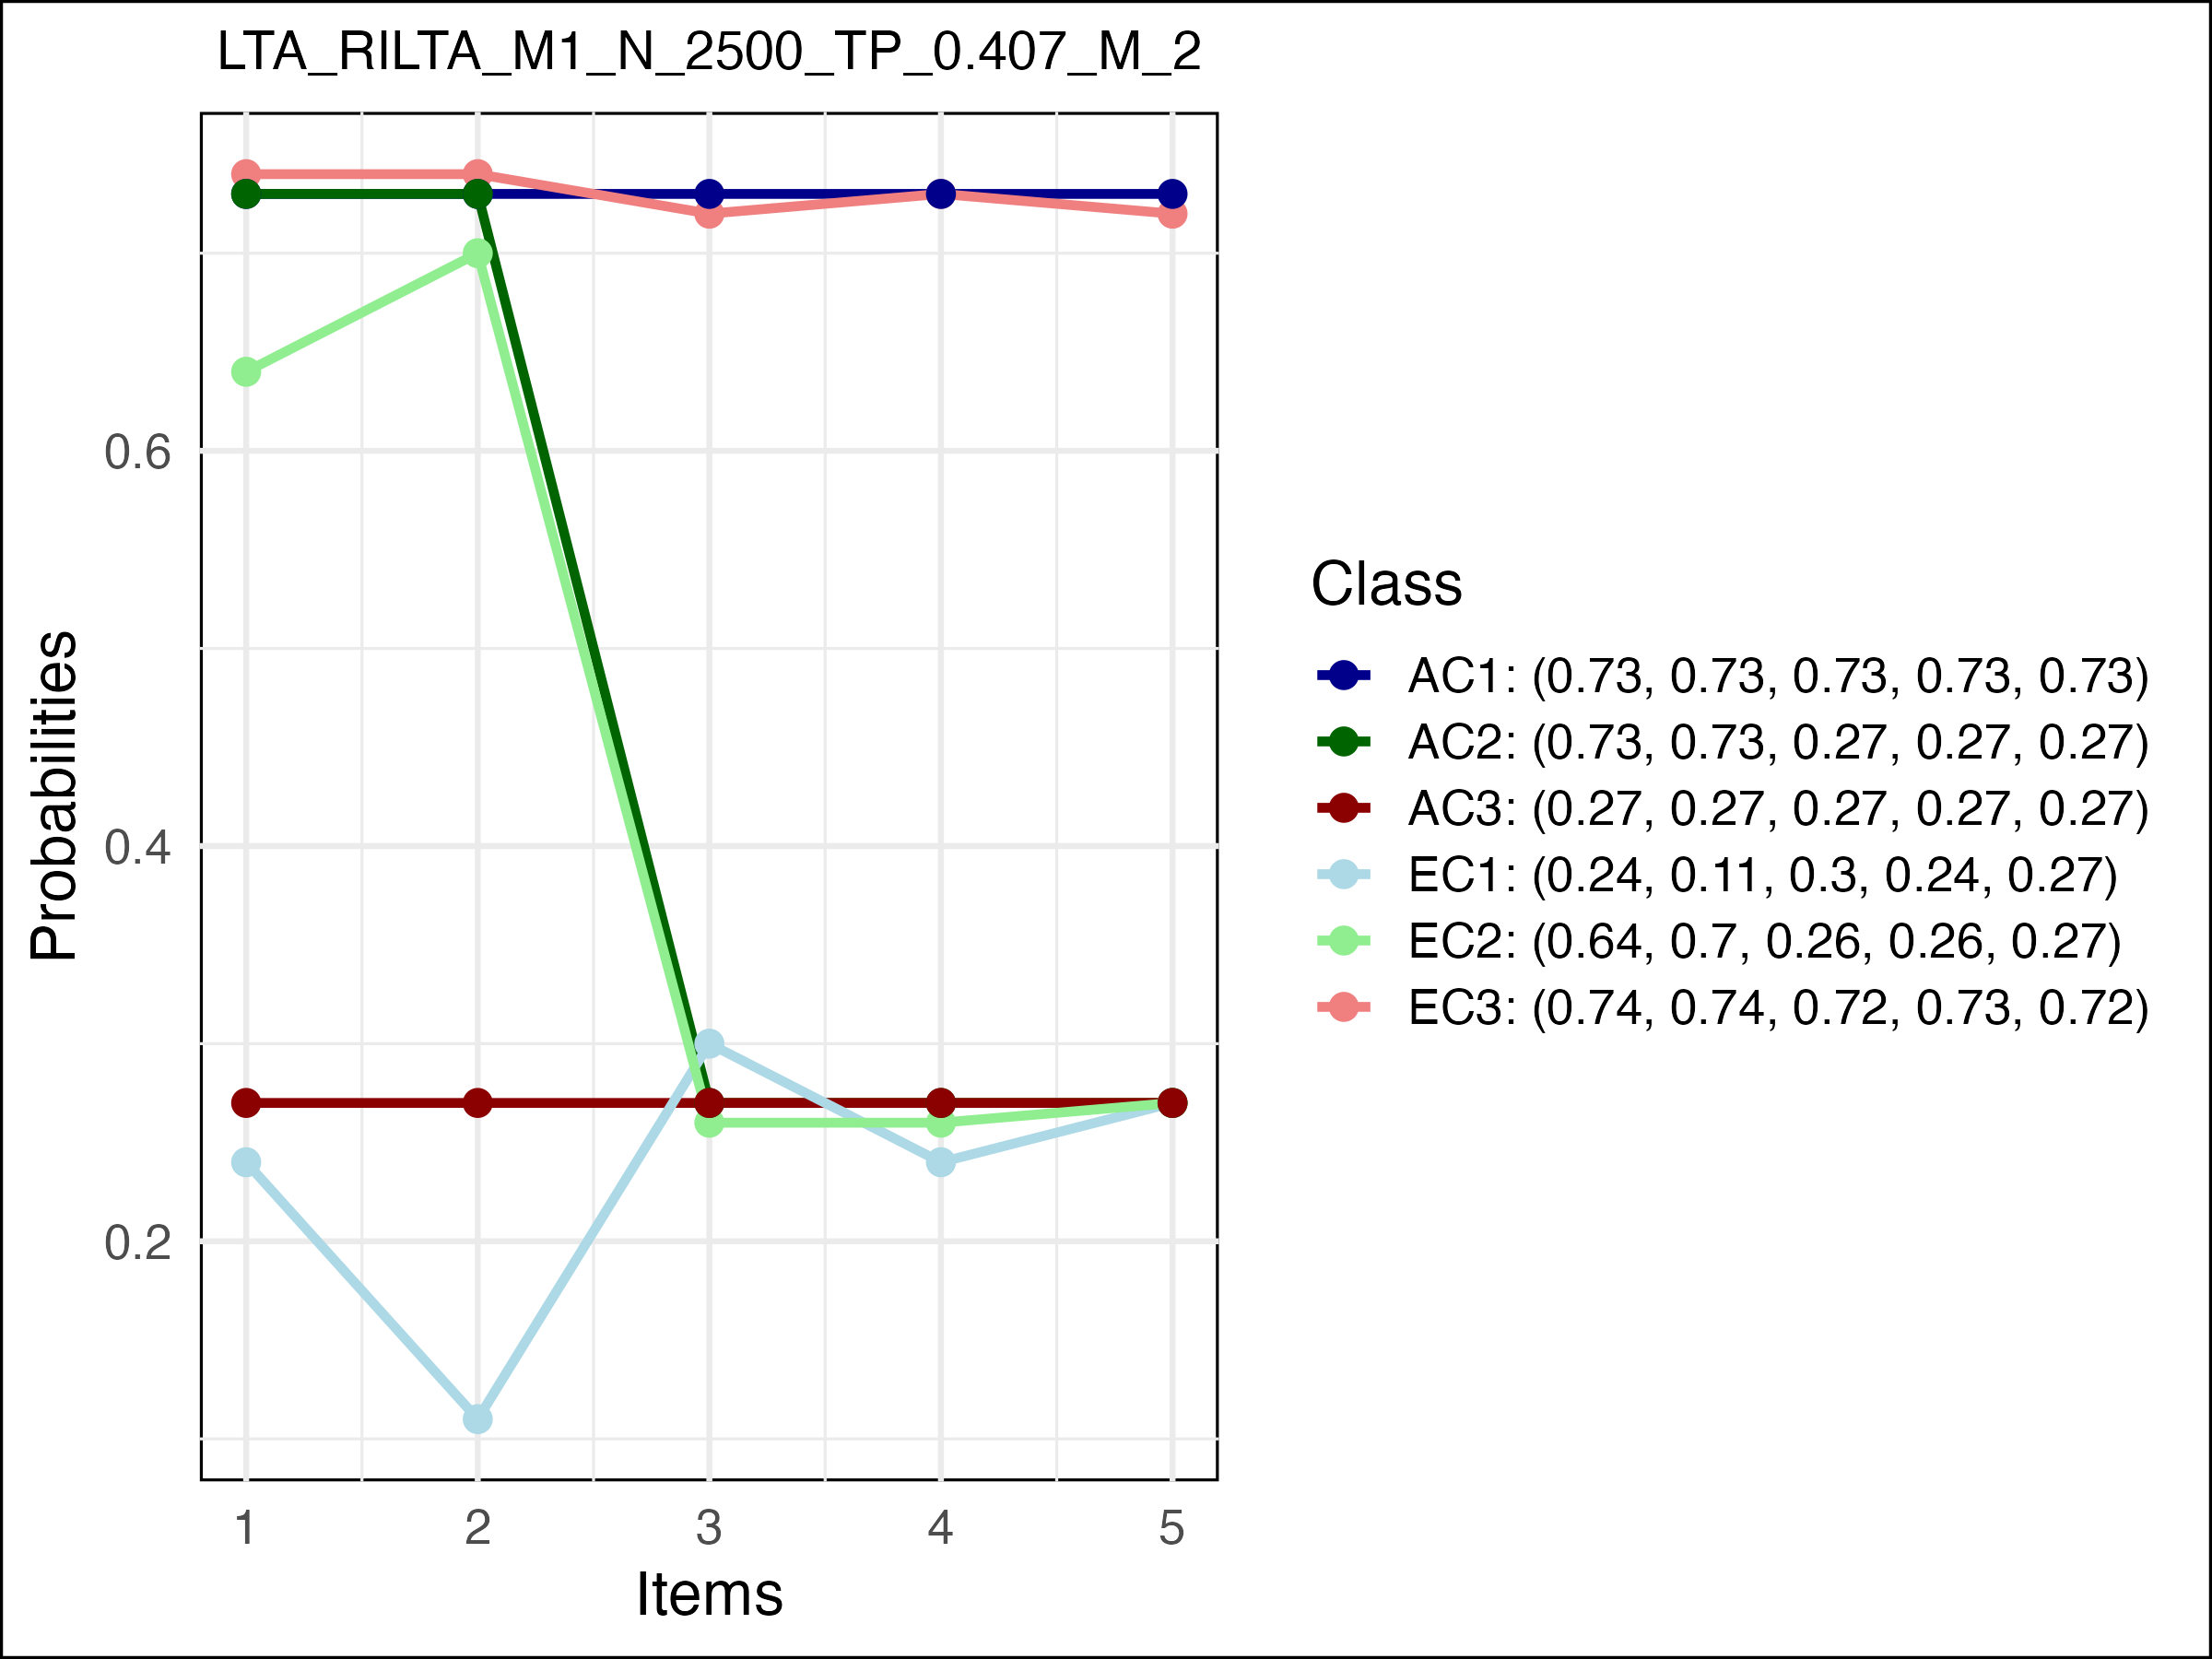 LTA_RILTA_M1_N_2500_TP_0.407_M_2
Probabilities
0.6
0.4
0.2
1 2 3 4 5
Items
Class
AC1: (0.73, 0.73, 0.73, 0.73, 0.73)
AC2: (0.73, 0.73, 0.27, 0.27, 0.27)
AC3: (0.27, 0.27, 0.27, 0.27, 0.27)
EC1: (0.24, 0.11, 0.3, 0.24, 0.27)
EC2: (0.64, 0.7, 0.26, 0.26, 0.27)
EC3: (0.74, 0.74, 0.72, 0.73, 0.72)